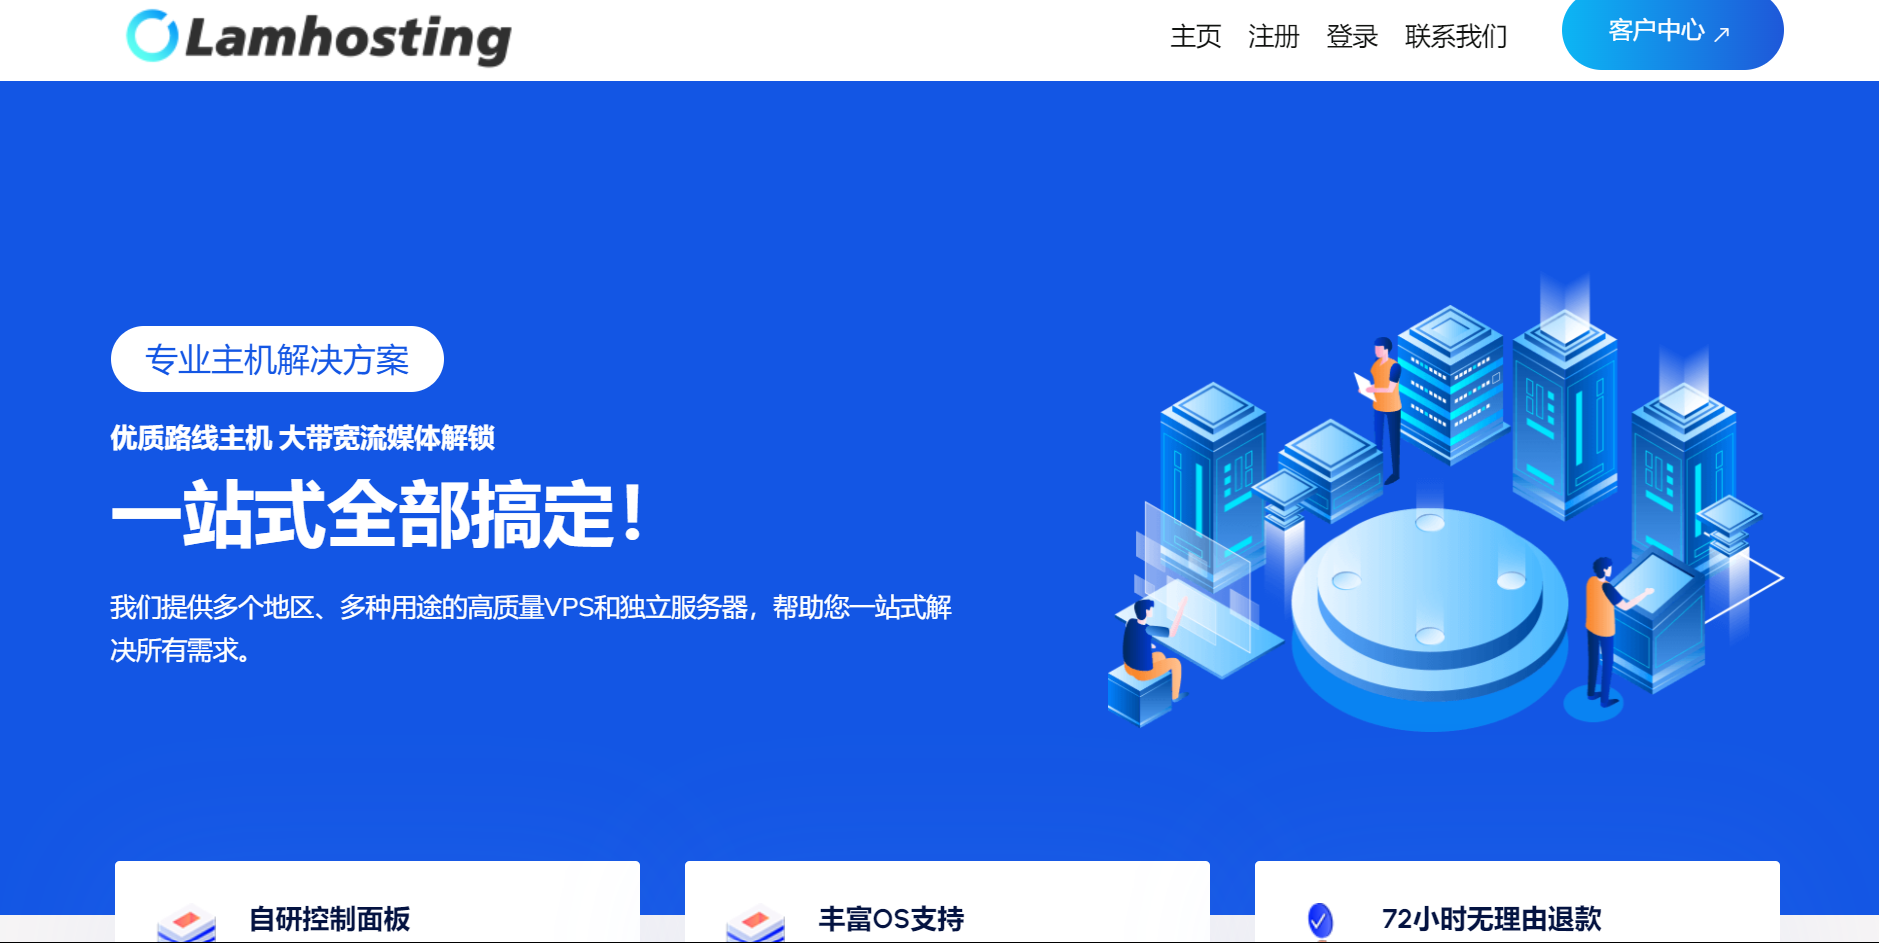 Lamhosting
主页 注册 登录 联系我们 客户中心
专业主机解决方案
优质路线主机 大带宽流媒体解锁
一站式全部搞定！
我们提供多个地区、多种用途的高质量VPS和独立服务器，帮助您一站式解
决所有需求。
自研控制面板
丰富OS支持
72小时无理由退款